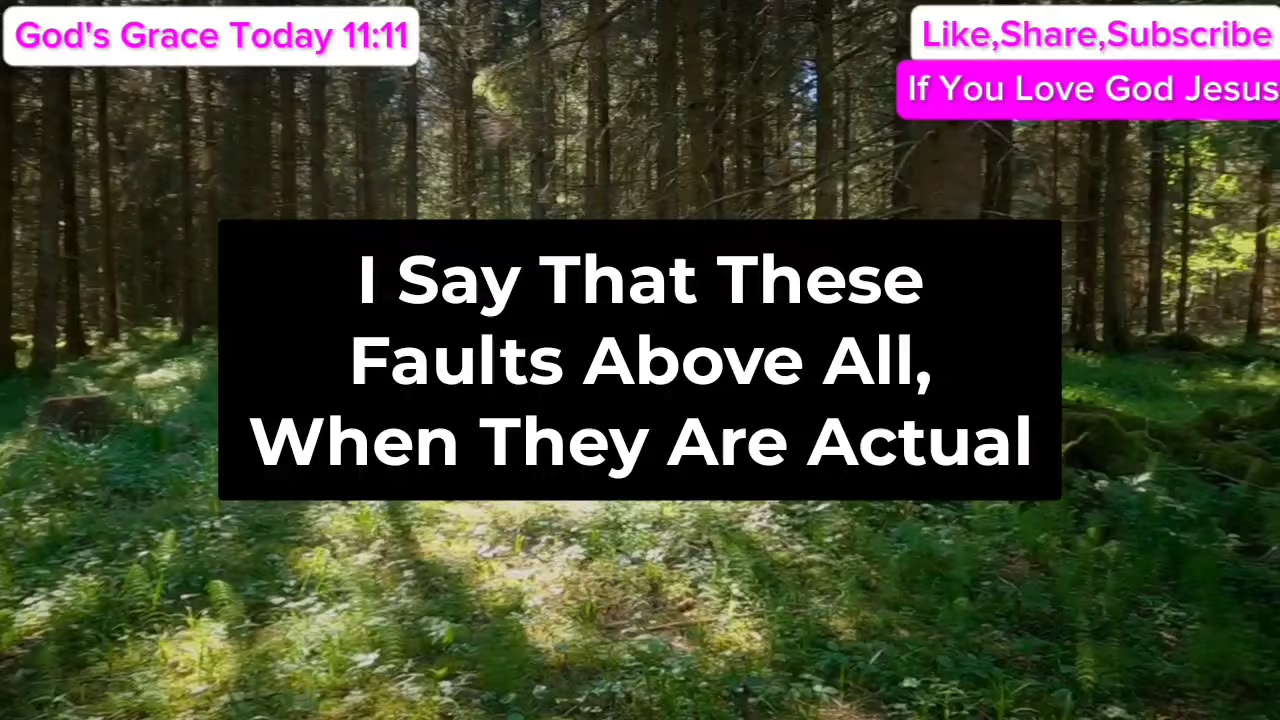 God's Grace Today 11:11
Like,Share,Subscribe
If You Love God Jesus
I Say That These
Faults Above All,
When They Are Actual